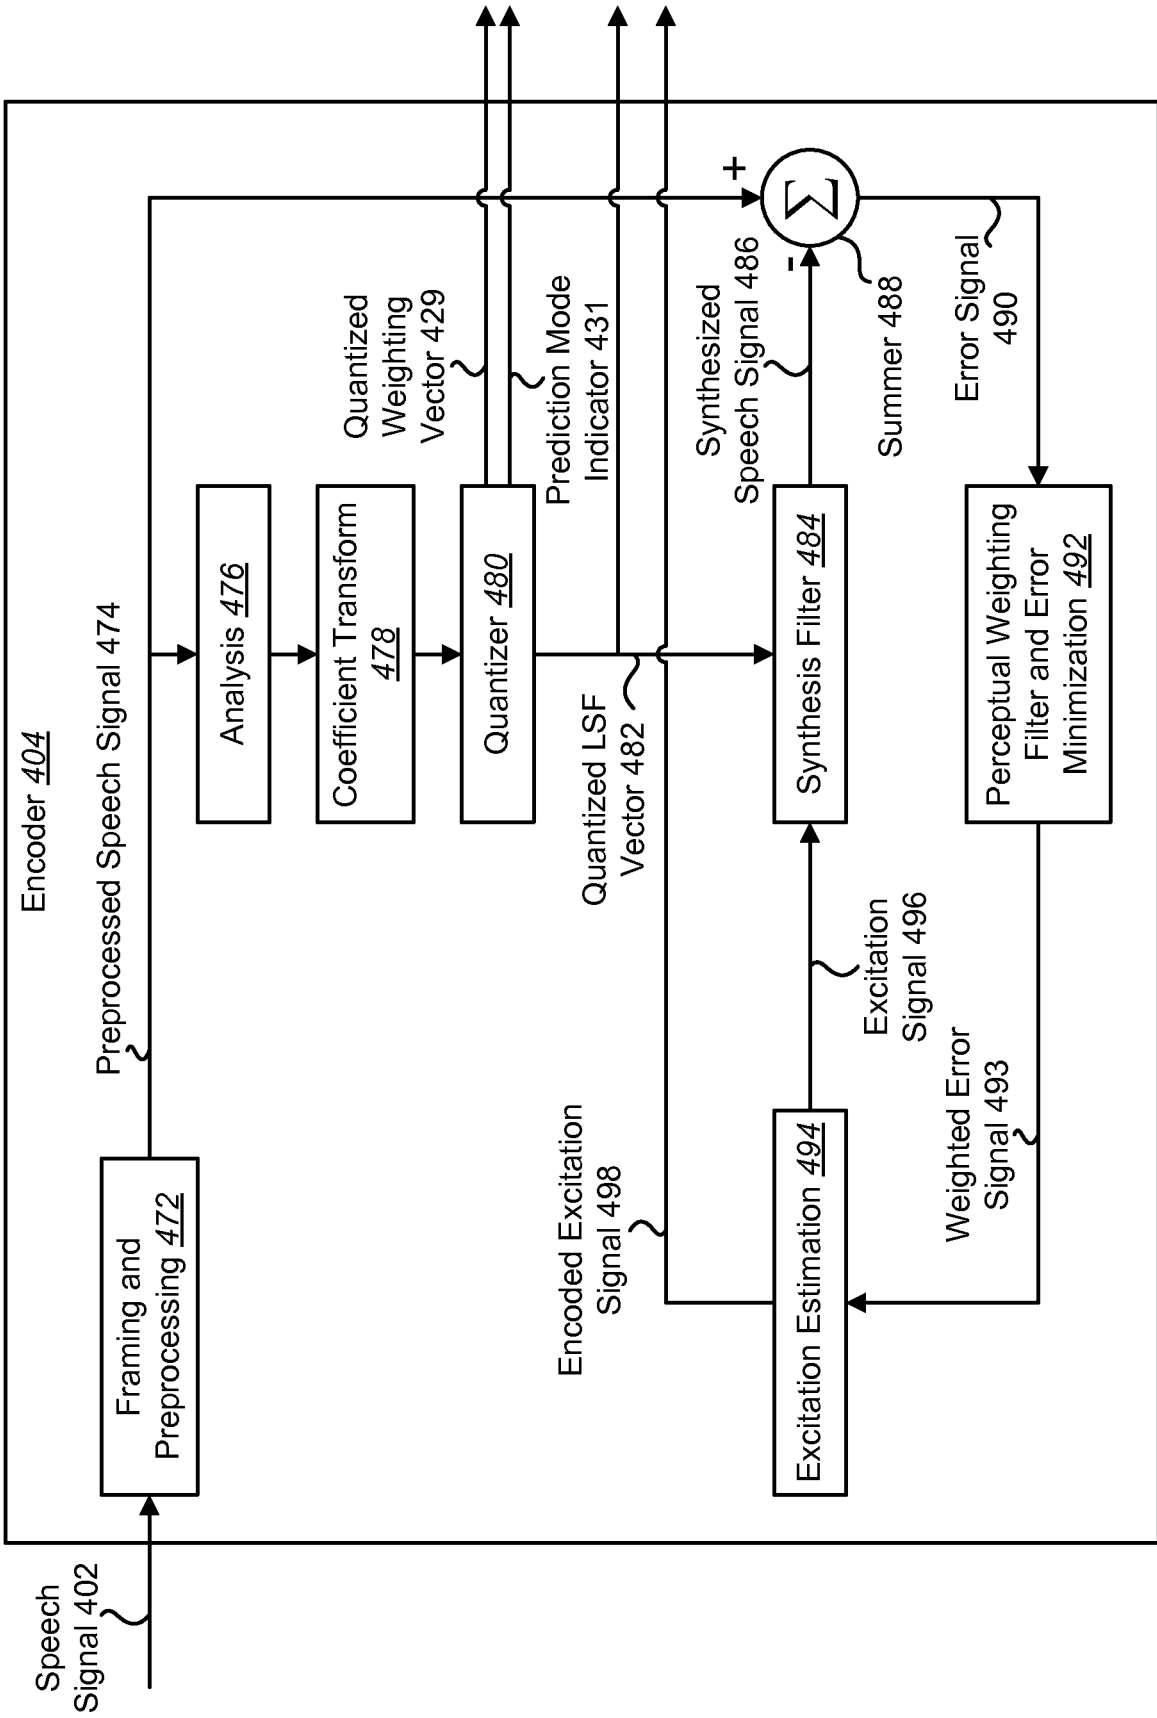 Encoder 404
Speech
Signal 402
Framing and
Preprocessing 472
Preprocessed Speech Signal 474
Analysis 476
Coefficient Transform
478
Quantizer 480
Quantized
Weighting
Vector 429
Prediction Mode
Indicator 431
Quantized LSF
Vector 482
Encoded Excitation
Signal 498
Excitation Estimation 494
Excitation
Signal 496
Synthesis Filter 484
Synthesized
Speech Signal 486
+
-
Σ
Summer 488
Error Signal
490
Perceptual Weighting
Filter and Error
Minimization 492
Weighted Error
Signal 493